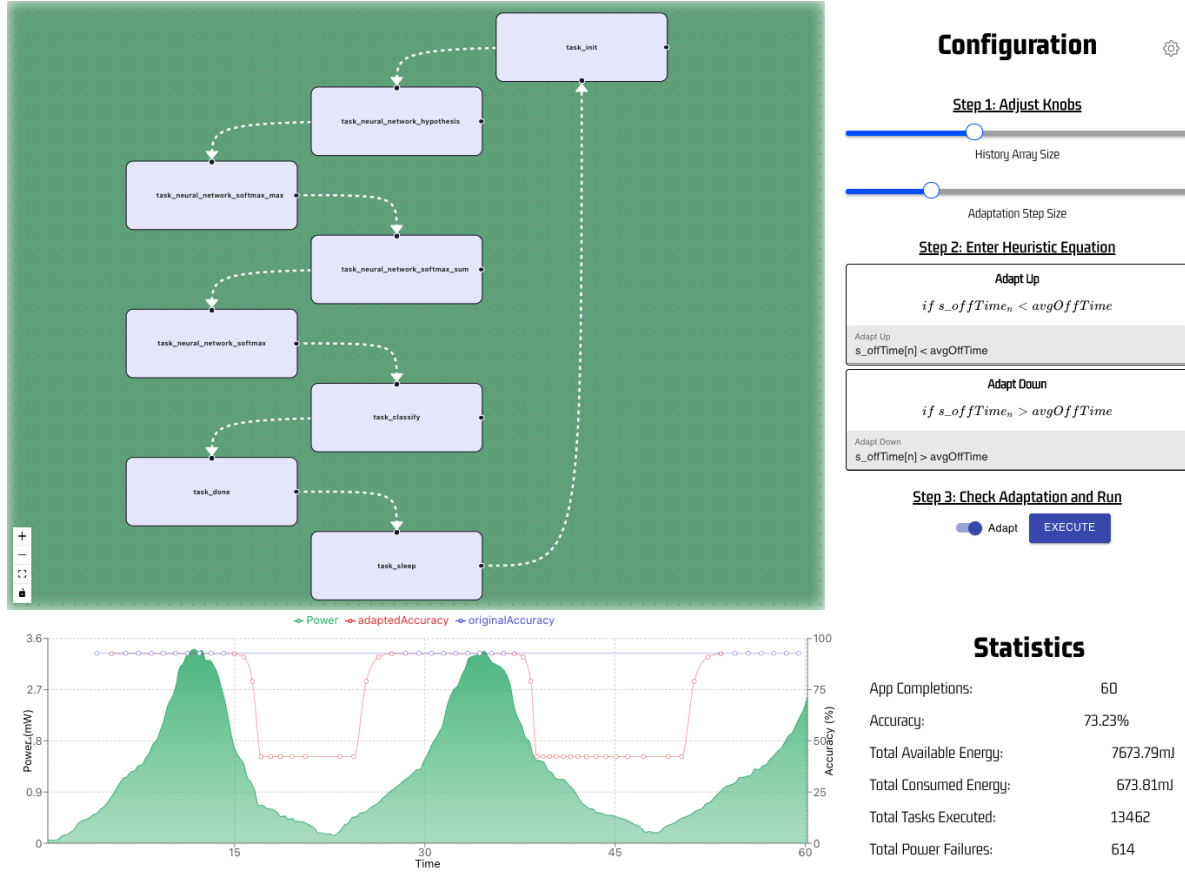 task_init
task_neural_network_hypothesis
task_neural_network_softmax_max
task_neural_network_softmax_sum
task_neural_network_softmax
task_classify
task_done
task_sleep
Configuration
Step 1: Adjust Knobs
History Array Size
Adaptation Step Size
Step 2: Enter Heuristic Equation
Adapt Up
if s_offTimeₙ < avgOffTime
Adapt Up
s_offTime[n] < avgOffTime
Adapt Down
if s_offTimeₙ > avgOffTime
Adapt Down
s_offTime[n] > avgOffTime
Step 3: Check Adaptation and Run
Adapt EXECUTE
Power adaptedAccuracy originalAccuracy
3.6
2.7
1.8
0.9
0
Power (mW)
100
75
50
25
0
Accuracy (%)
15 30 45 60
Time
Statistics
App Completions: 60
Accuracy: 73.23%
Total Available Energy: 7673.79mJ
Total Consumed Energy: 673.81mJ
Total Tasks Executed: 13462
Total Power Failures: 614